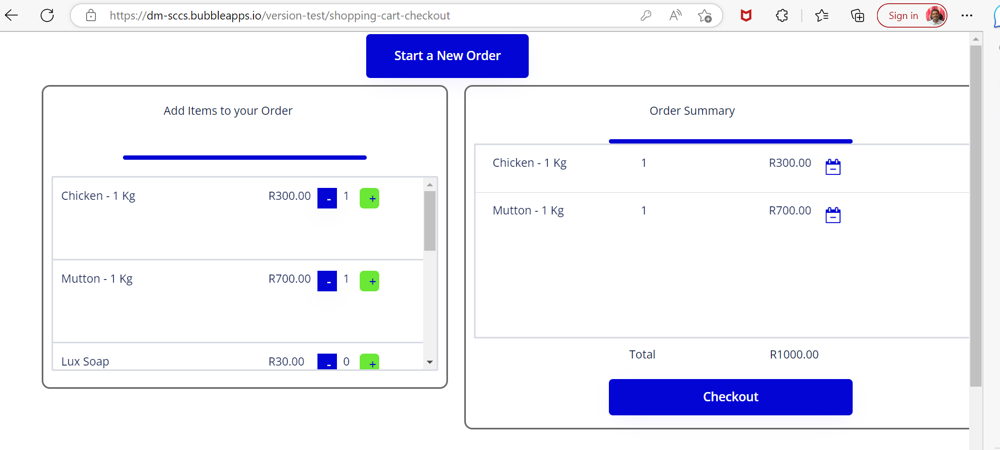 https://dm-sccs.bubbleapps.io/version-test/shopping-cart-checkout
Sign in
Start a New Order
Add Items to your Order
Chicken - 1 Kg R300.00 - 1 +
Mutton - 1 Kg R700.00 - 1 +
Lux Soap R30.00 - 0 +
Order Summary
Chicken - 1 Kg 1 R300.00
Mutton - 1 Kg 1 R700.00
Total R1000.00
Checkout